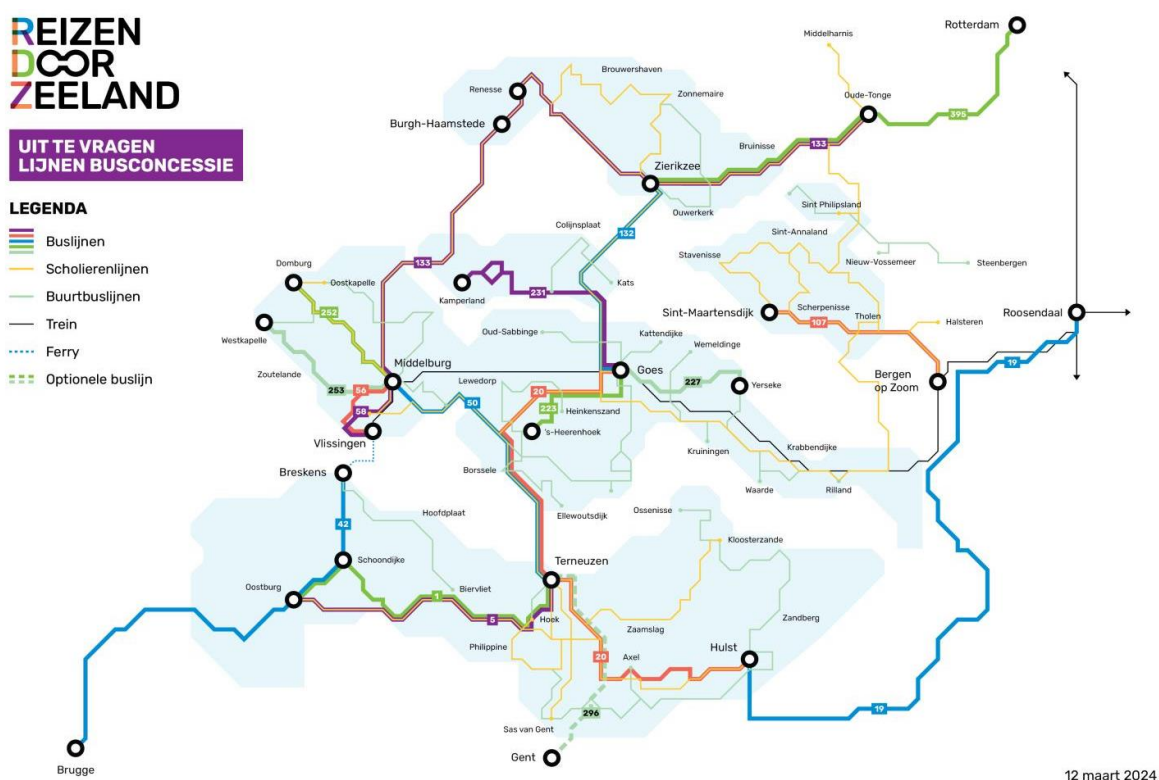 REIZEN
DOOR
ZEELAND
UIT TE VRAGEN
LIJNEN BUSCONCESSIE
LEGENDA
Buslijnen
Scholierenlijnen
Buurtbuslijnen
Trein
Ferry
Optionele buslijn
Rotterdam
Middelharnis
Brouwershaven
Renesse
Zonnemaire
Oude-Tonge
395
Burgh-Haamstede
Bruinisse
133
Zierikzee
Sint Philipsland
Ouwerkerk
Colijnsplaat
132
Sint-Annaland
Stavenisse
Nieuw-Vossemeer
Steenbergen
Domburg
133
Oostkapelle
Kamerland
231
Kats
252
Sint-Maartensdijk
Scherpenisse
Tholen
107
Halsteren
Roosendaal
Westkapelle
Oud-Sabbinge
Kattendijke
Wemeldinge
Zoutelande
Middelburg
Goes
19
253
56
Lewedorp
20
227
Yerseke
Bergen
op Zoom
58
50
223
Heinkenszand
Vlissingen
's-Heerenhoek
Kruiningen
Krabbendijke
Breskens
Borssele
Waarde
Rilland
Ellewoutsdijk
Hoofdplaat
Ossenisse
42
Kloosterzande
Schoondijke
Terneuzen
Oostburg
Biervliet
1
5
Hoek
Zaamslag
Zandberg
Philippine
20
Axel
Hulst
296
19
Sas van Gent
Gent
Brugge
12 maart 2024